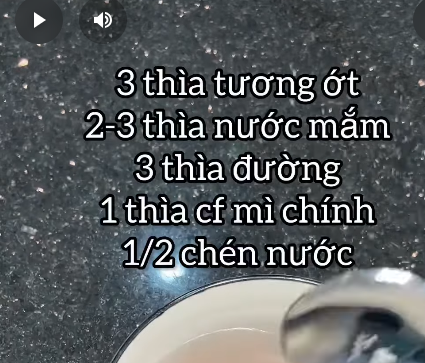 3 thìa tương ớt
2-3 thìa nước mắm
3 thìa đường
1 thìa cf mì chính
1/2 chén nước